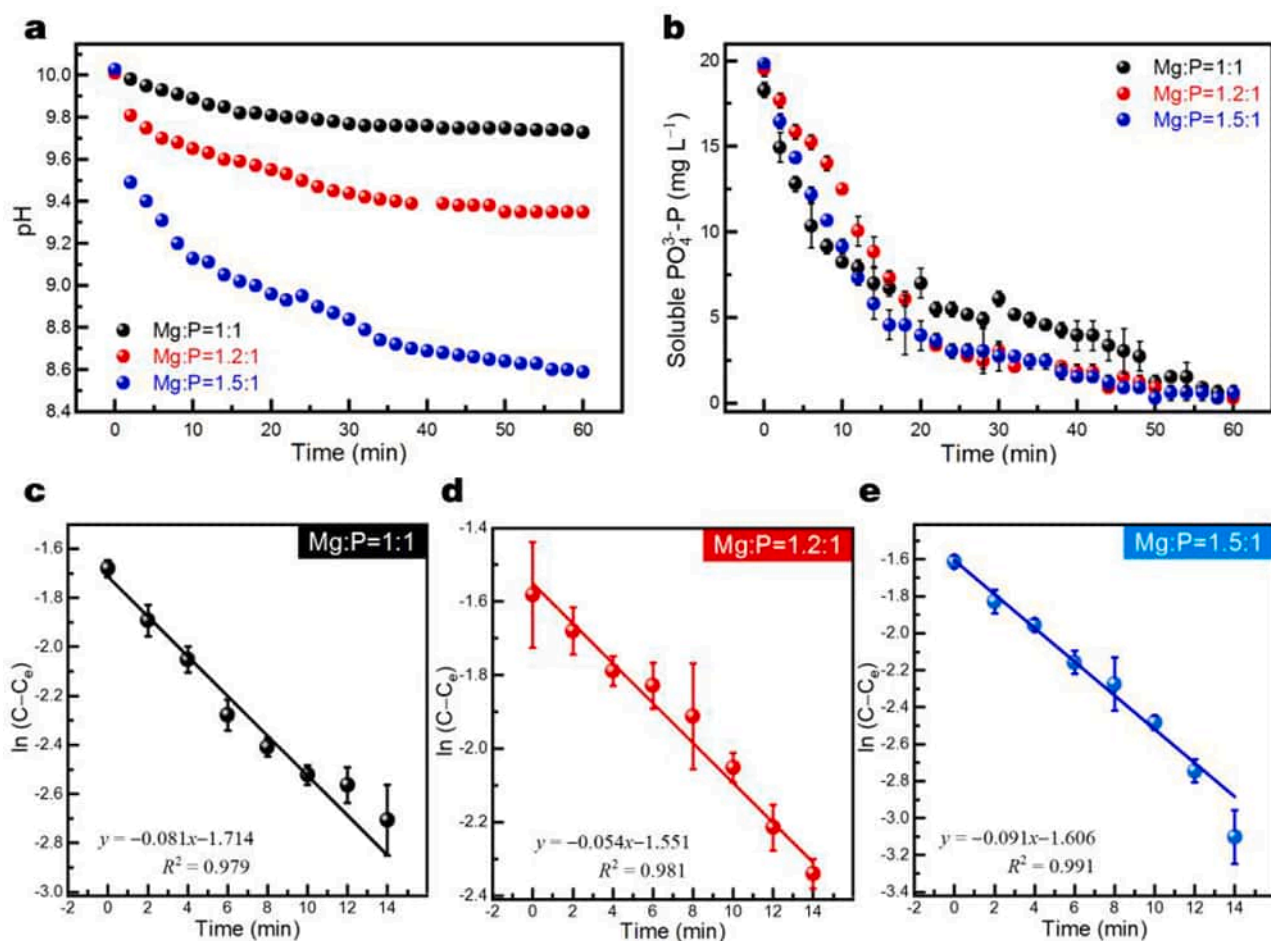 a
10.0
9.8
9.6
9.4
9.2
9.0
8.8
8.6
8.4
pH
Mg:P=1:1
Mg:P=1.2:1
Mg:P=1.5:1
0 10 20 30 40 50 60
Time (min)
b
20
15
10
5
0
Soluble PO₄³⁻-P (mg L⁻¹)
Mg:P=1:1
Mg:P=1.2:1
Mg:P=1.5:1
0 10 20 30 40 50 60
Time (min)
c
-1.6
-1.8
-2.0
-2.2
-2.4
-2.6
-2.8
-3.0
ln (C−Cₑ)
Mg:P=1:1
y = −0.081x−1.714
R² = 0.979
-2 0 2 4 6 8 10 12 14
Time (min)
d
-1.4
-1.6
-1.8
-2.0
-2.2
-2.4
ln (C−Cₑ)
Mg:P=1.2:1
y = −0.054x−1.551
R² = 0.981
-2 0 2 4 6 8 10 12 14
Time (min)
e
-1.4
-1.6
-1.8
-2.0
-2.2
-2.4
-2.6
-2.8
-3.0
-3.2
-3.4
ln (C−Cₑ)
Mg:P=1.5:1
y = −0.091x−1.606
R² = 0.991
-2 0 2 4 6 8 10 12 14
Time (min)